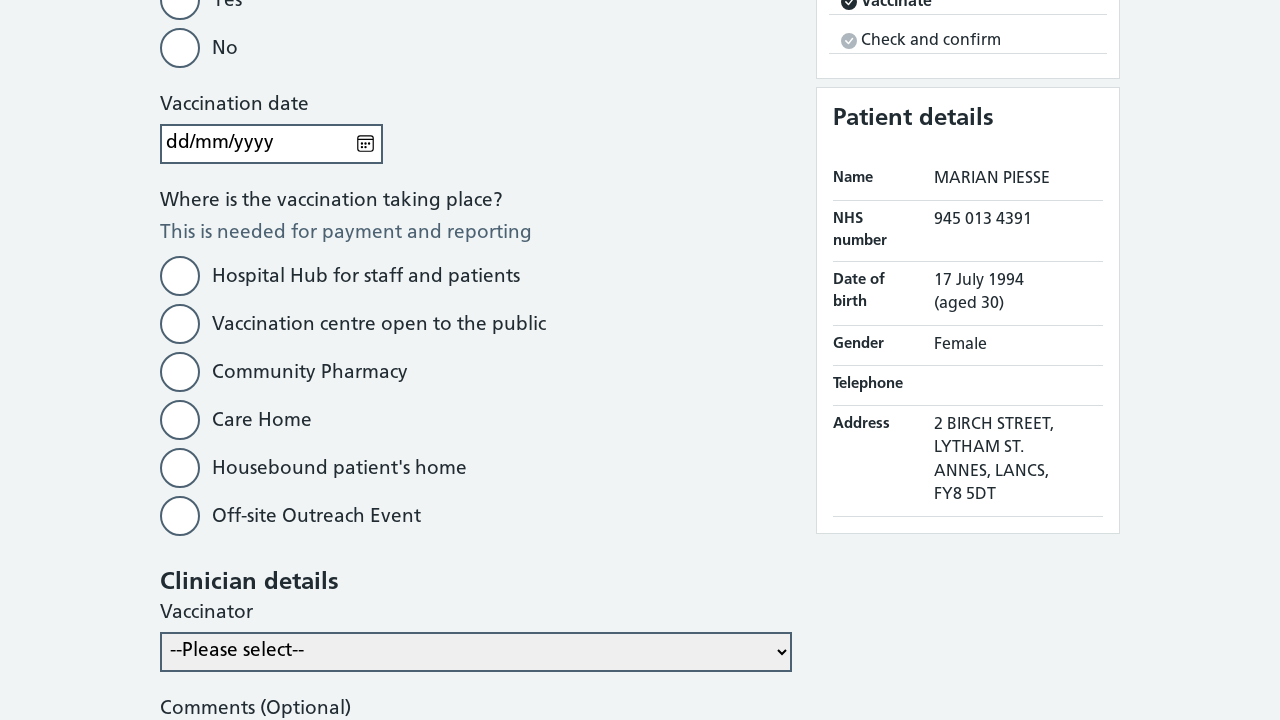 Yes
No
Vaccination date
dd/mm/yyyy
Where is the vaccination taking place?
This is needed for payment and reporting
Hospital Hub for staff and patients
Vaccination centre open to the public
Community Pharmacy
Care Home
Housebound patient's home
Off-site Outreach Event
Clinician details
Vaccinator
--Please select--
Comments (Optional)
Vaccinate
Check and confirm
Patient details
Name MARIAN PIESSE
NHS number 945 013 4391
Date of birth 17 July 1994 (aged 30)
Gender Female
Telephone
Address 2 BIRCH STREET,
LYTHAM ST.
ANNES, LANCS,
FY8 5DT